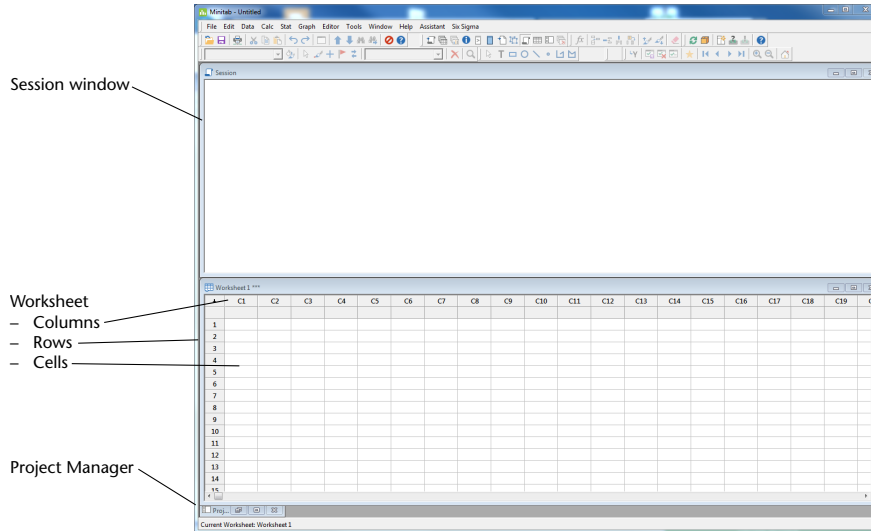 Minitab - Untitled
File Edit Data Calc Stat Graph Editor Tools Window Help Assistant Six Sigma
Session window
Session
Worksheet 1 ***
Worksheet
– Columns
– Rows
– Cells
C1 C2 C3 C4 C5 C6 C7 C8 C9 C10 C11 C12 C13 C14 C15 C16 C17 C18 C19
1
2
3
4
5
6
7
8
9
10
11
12
13
14
15
Project Manager
Proj...
Current Worksheet: Worksheet 1